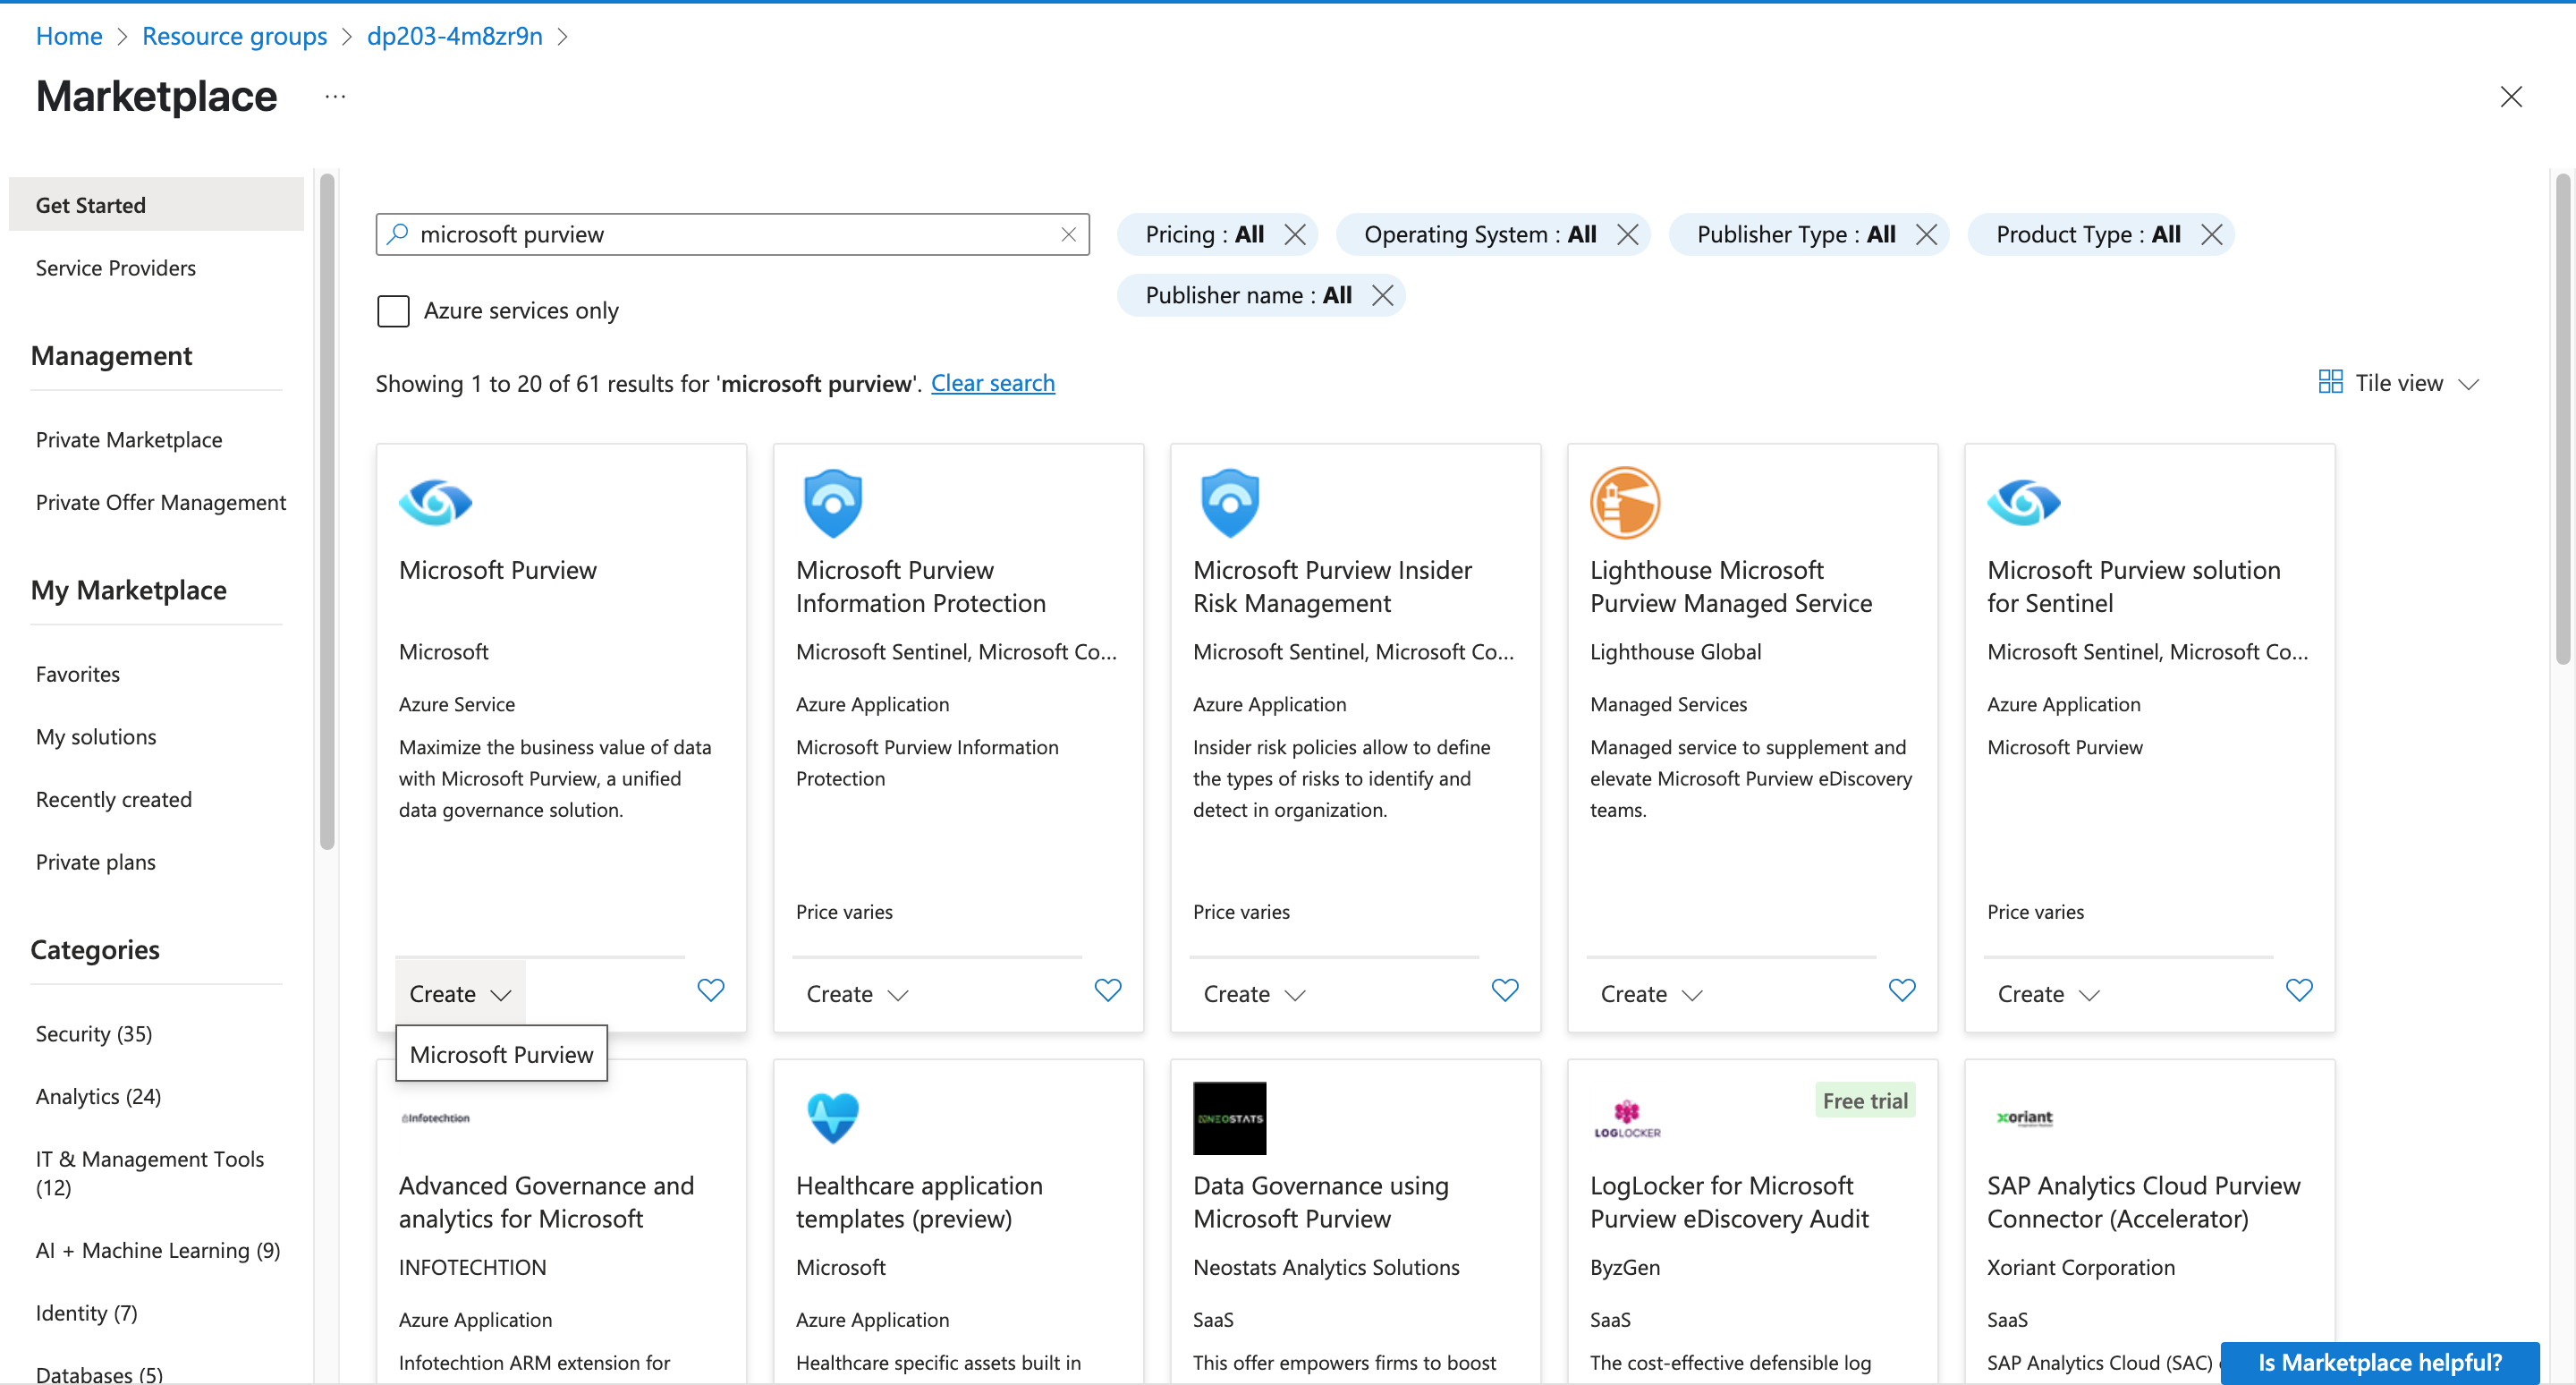 Home
Resource groups
dp203-4m8zr9n
Marketplace
...
Get Started
Service Providers
Management
Private Marketplace
Private Offer Management
My Marketplace
Favorites
My solutions
Recently created
Private plans
Categories
Security (35)
Analytics (24)
IT & Management Tools
(12)
AI + Machine Learning (9)
Identity (7)
Databases (5)
microsoft purview
Pricing : All
Operating System : All
Publisher Type : All
Product Type : All
Publisher name : All
Azure services only
Showing 1 to 20 of 61 results for 'microsoft purview'. Clear search
Tile view
Microsoft Purview
Microsoft
Azure Service
Maximize the business value of data
with Microsoft Purview, a unified
data governance solution.
Create
Microsoft Purview
Microsoft Purview
Information Protection
Microsoft Sentinel, Microsoft Co...
Azure Application
Microsoft Purview Information
Protection
Price varies
Create
Microsoft Purview Insider
Risk Management
Microsoft Sentinel, Microsoft Co...
Azure Application
Insider risk policies allow to define
the types of risks to identify and
detect in organization.
Price varies
Create
Lighthouse Microsoft
Purview Managed Service
Lighthouse Global
Managed Services
Managed service to supplement and
elevate Microsoft Purview eDiscovery
teams.
Create
Microsoft Purview solution
for Sentinel
Microsoft Sentinel, Microsoft Co...
Azure Application
Microsoft Purview
Price varies
Create
Infotechtion
Advanced Governance and
analytics for Microsoft
INFOTECHTION
Azure Application
Infotechtion ARM extension for
Healthcare application
templates (preview)
Microsoft
Azure Application
Healthcare specific assets built in
NEOSTATS
Data Governance using
Microsoft Purview
Neostats Analytics Solutions
SaaS
This offer empowers firms to boost
LOGLOCKER
Free trial
LogLocker for Microsoft
Purview eDiscovery Audit
ByzGen
SaaS
The cost-effective defensible log
xoriant
SAP Analytics Cloud Purview
Connector (Accelerator)
Xoriant Corporation
SaaS
SAP Analytics Cloud (SAC)
Is Marketplace helpful?